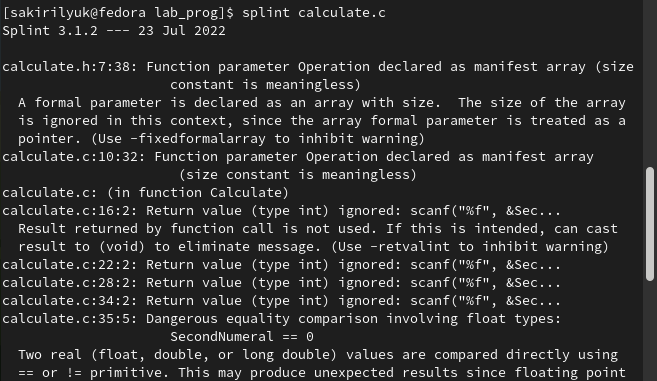 [sakirilyuk@fedora lab_prog]$ splint calculate.c
Splint 3.1.2 --- 23 Jul 2022

calculate.h:7:38: Function parameter Operation declared as manifest array (size
                     constant is meaningless)
  A formal parameter is declared as an array with size.  The size of the array
  is ignored in this context, since the array formal parameter is treated as a
  pointer. (Use -fixedformalarray to inhibit warning)
calculate.c:10:32: Function parameter Operation declared as manifest array
                      (size constant is meaningless)
calculate.c: (in function Calculate)
calculate.c:16:2: Return value (type int) ignored: scanf("%f", &Sec...
  Result returned by function call is not used. If this is intended, can cast
  result to (void) to eliminate message. (Use -retvalint to inhibit warning)
calculate.c:22:2: Return value (type int) ignored: scanf("%f", &Sec...
calculate.c:28:2: Return value (type int) ignored: scanf("%f", &Sec...
calculate.c:34:2: Return value (type int) ignored: scanf("%f", &Sec...
calculate.c:35:5: Dangerous equality comparison involving float types:
                     SecondNumeral == 0
  Two real (float, double, or long double) values are compared directly using
  == or != primitive. This may produce unexpected results since floating point